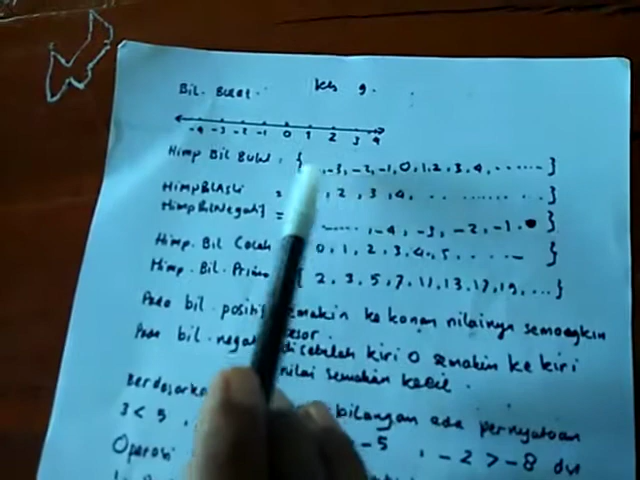 Bil. Bulat. kls 9.
-4 -3 -2 -1 0 1 2 3 4
Himp Bil Bulat : { , -3, -2, -1, 0, 1, 2, 3, 4, ...... }
Himp Bil Asli = , 2, 3, 4, . ........ . }
Himp Bil Negatif = ......, -4, -3, -2, -1. }
Himp. Bil Cacah 0, 1, 2, 3, 4, 5, .... }
Himp. Bil. Prima { 2, 3, 5, 7, 11, 13, 17, 19, .... }
Pada bil. positif semakin ke kanan nilainya semangkin
besar.
Pada bil. negatif disebelah kiri 0 semakin ke kiri
nilai semakin kecil.
bilangan ada pernyataan
3 < 5 , -5 , -2 > -8 dn
Operasi